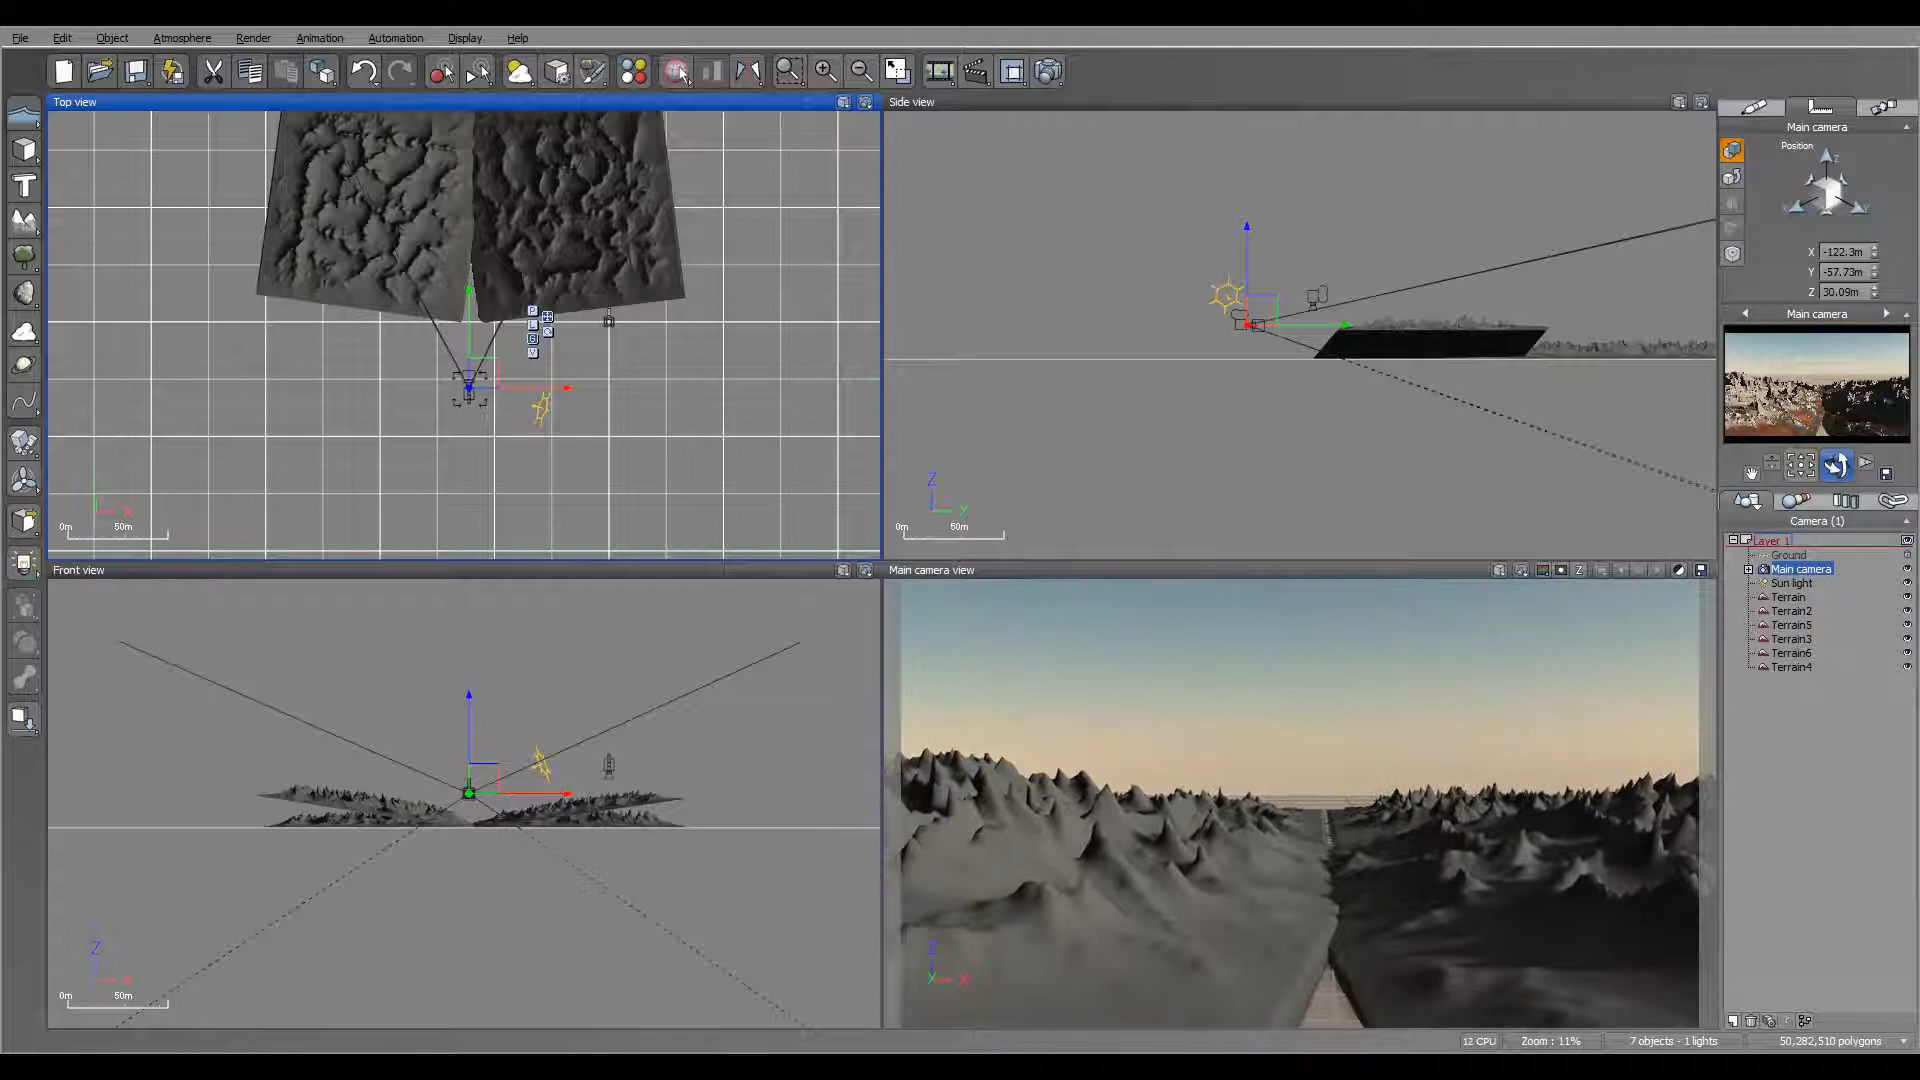 File Edit Object Atmosphere Render Animation Automation Display Help
Top view
Side view
Main camera
Position
Z
X
Y
X -122.3m
Y -57.73m
Z 30.09m
Main camera
P
L
G
V
X
0m 50m
Z
Y
0m 50m
Camera (1)
Layer 1
Ground
Main camera
Sun light
Terrain
Terrain2
Terrain5
Terrain3
Terrain6
Terrain4
Front view
Main camera view
Z
Z
X
0m 50m
Z
Y
X
12 CPU
Zoom : 11%
7 objects - 1 lights
50,282,510 polygons